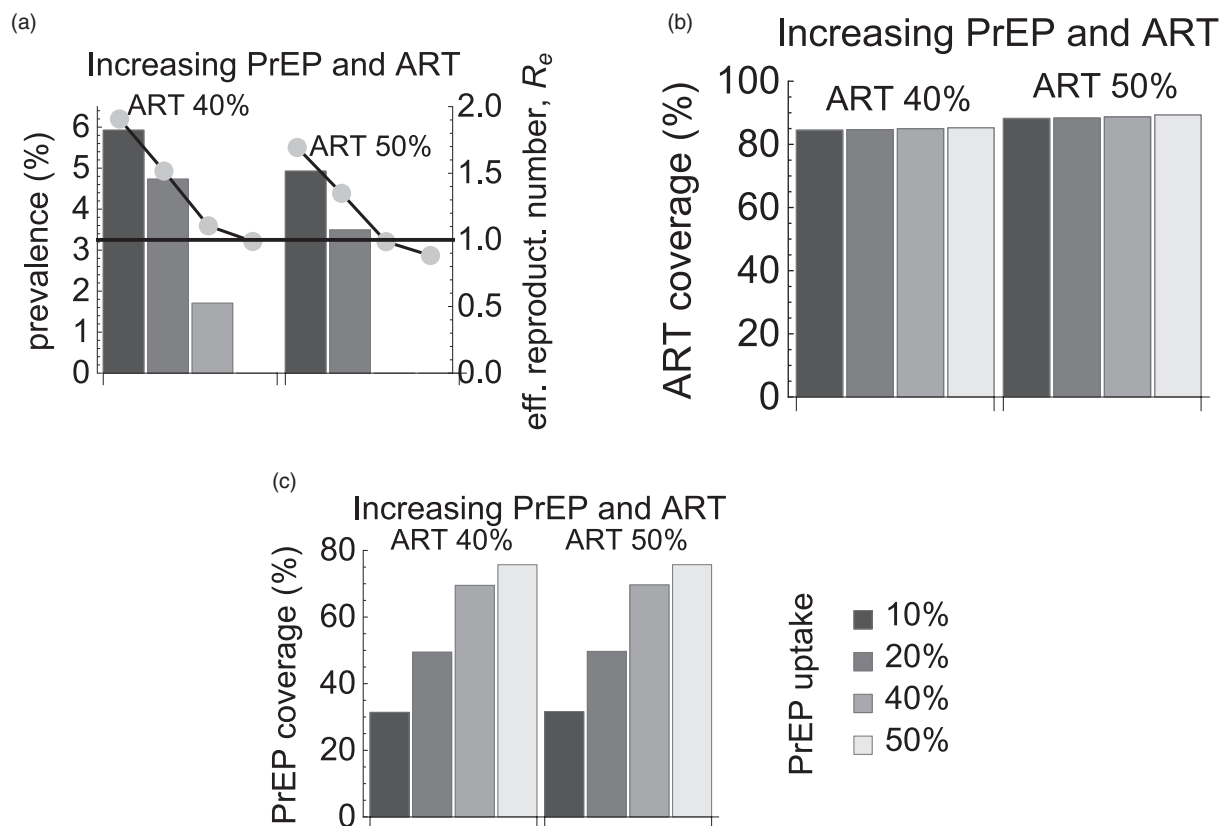 (a)
Increasing PrEP and ART
ART 40%
ART 50%
prevalence (%)
6
5
4
3
2
1
0
2.0
1.5
1.0
0.5
0.0
eff. reproduct. number, Re
(b)
Increasing PrEP and ART
ART 40%
ART 50%
ART coverage (%)
100
80
60
40
20
0
(c)
Increasing PrEP and ART
ART 40%
ART 50%
PrEP coverage (%)
80
60
40
20
0
PrEP uptake
10%
20%
40%
50%